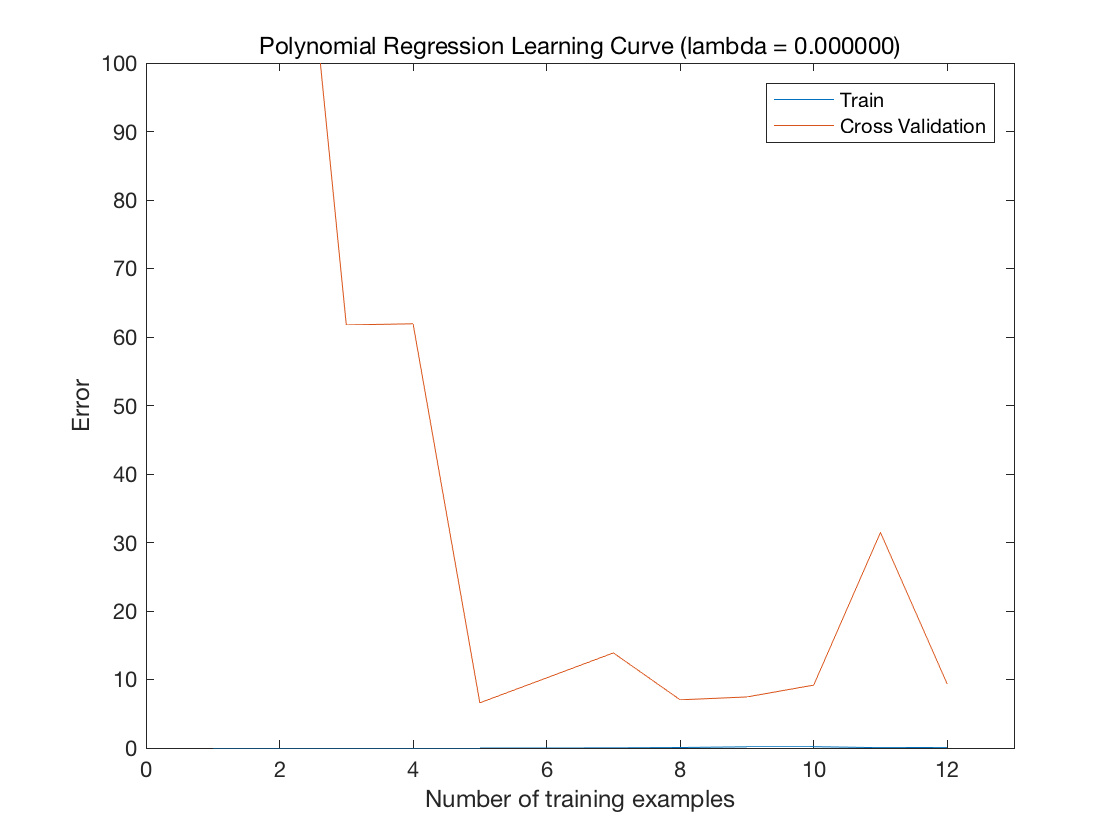 Polynomial Regression Learning Curve (lambda = 0.000000)
100
90
80
70
60
50
40
30
20
10
0
Error
Train
Cross Validation
0 2 4 6 8 10 12
Number of training examples